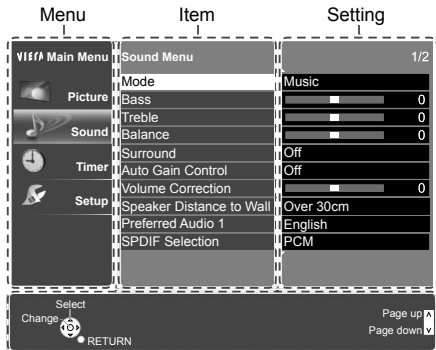 Menu Item Setting
VIERA Main Menu Sound Menu 1/2
Mode Music
Picture
Bass 0
Treble 0
Sound
Balance 0
Surround Off
Timer
Auto Gain Control Off
Volume Correction 0
Setup
Speaker Distance to Wall Over 30cm
Preferred Audio 1 English
SPDIF Selection PCM
Select
Change
RETURN
Page up
Page down